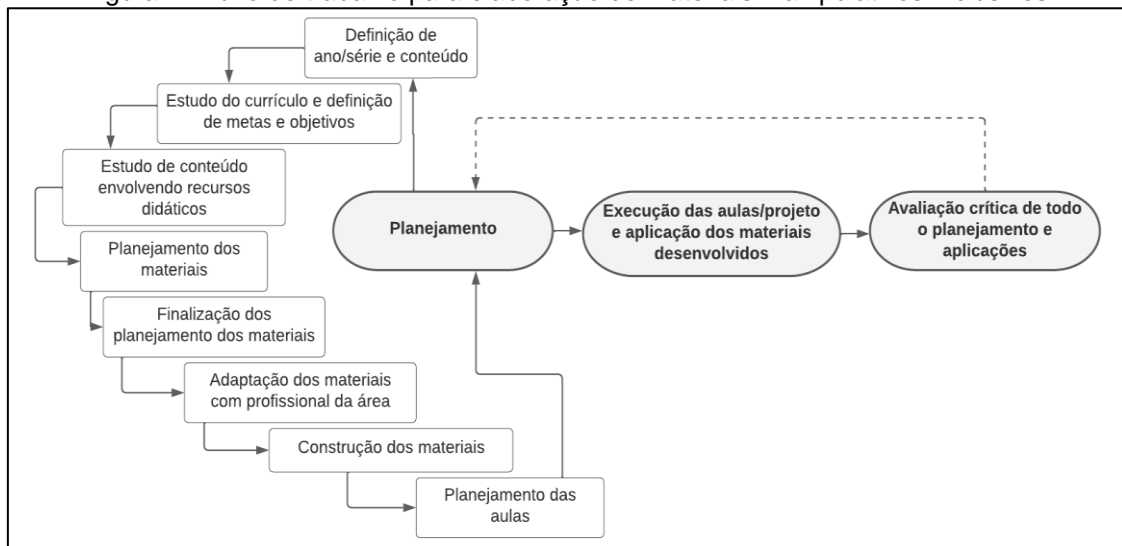 Definição de
ano/série e conteúdo
Estudo do currículo e definição
de metas e objetivos
Estudo de conteúdo
envolvendo recursos
didáticos
Planejamento dos
materiais
Finalização dos
planejamento dos materiais
Adaptação dos materiais
com profissional da área
Construção dos materiais
Planejamento das
aulas
Planejamento
Execução das aulas/projeto
e aplicação dos materiais
desenvolvidos
Avaliação crítica de todo
o planejamento e
aplicações